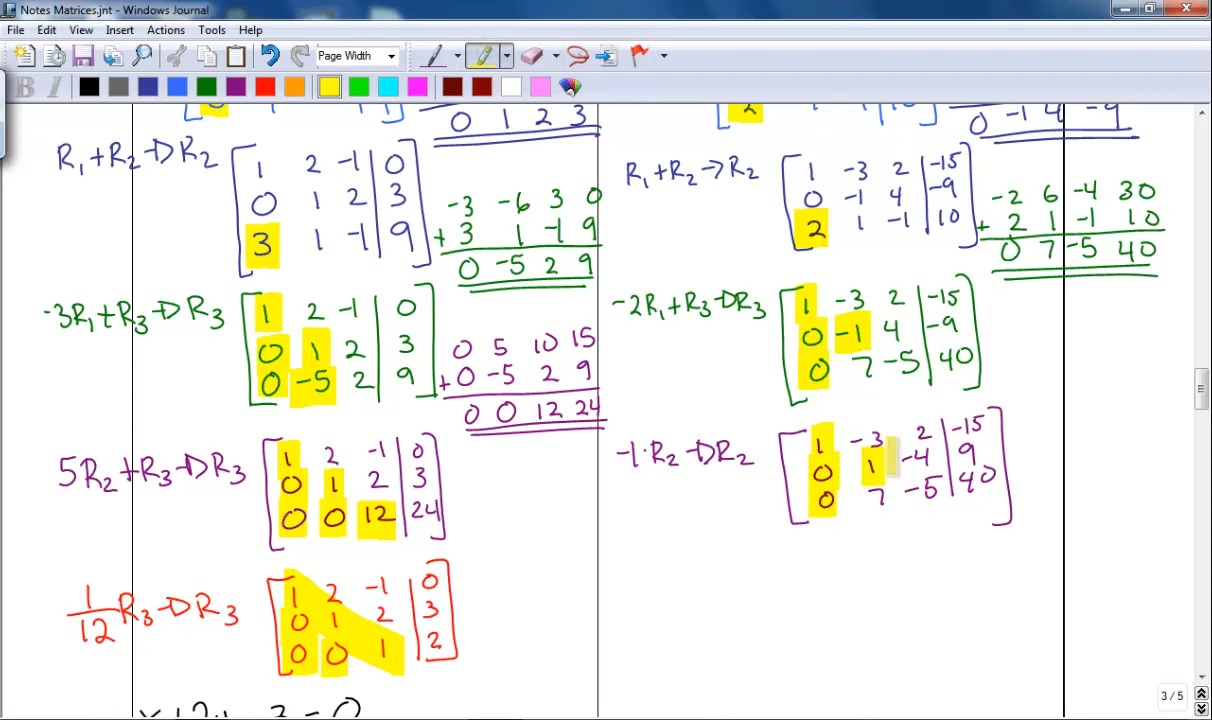 Notes Matrices.jnt - Windows Journal
File Edit View Insert Actions Tools Help
Page Width
B I
0 1 2 3
R1+R2→R2
1 2 -1 0
0 1 2 3
3 1 -1 9
-3 -6 3 0
+ 3 1 -1 9
0 -5 2 9
-3R1+R3→R3
1 2 -1 0
0 1 2 3
0 -5 2 9
0 5 10 15
+0 -5 2 9
0 0 12 24
5R2+R3→R3
1 2 -1 0
0 1 2 3
0 0 12 24
1/12 R3→R3
1 2 -1 0
0 1 2 3
0 0 1 2
2
0 -1 4 -9
R1+R2→R2
1 -3 2 -15
0 -1 4 -9
2 1 -1 10
-2 6 -4 30
+ 2 1 -1 10
0 7 -5 40
-2R1+R3→R3
1 -3 2 -15
0 -1 4 -9
0 7 -5 40
-1·R2→R2
1 -3 2 -15
0 1 -4 9
0 7 -5 40
3 / 5